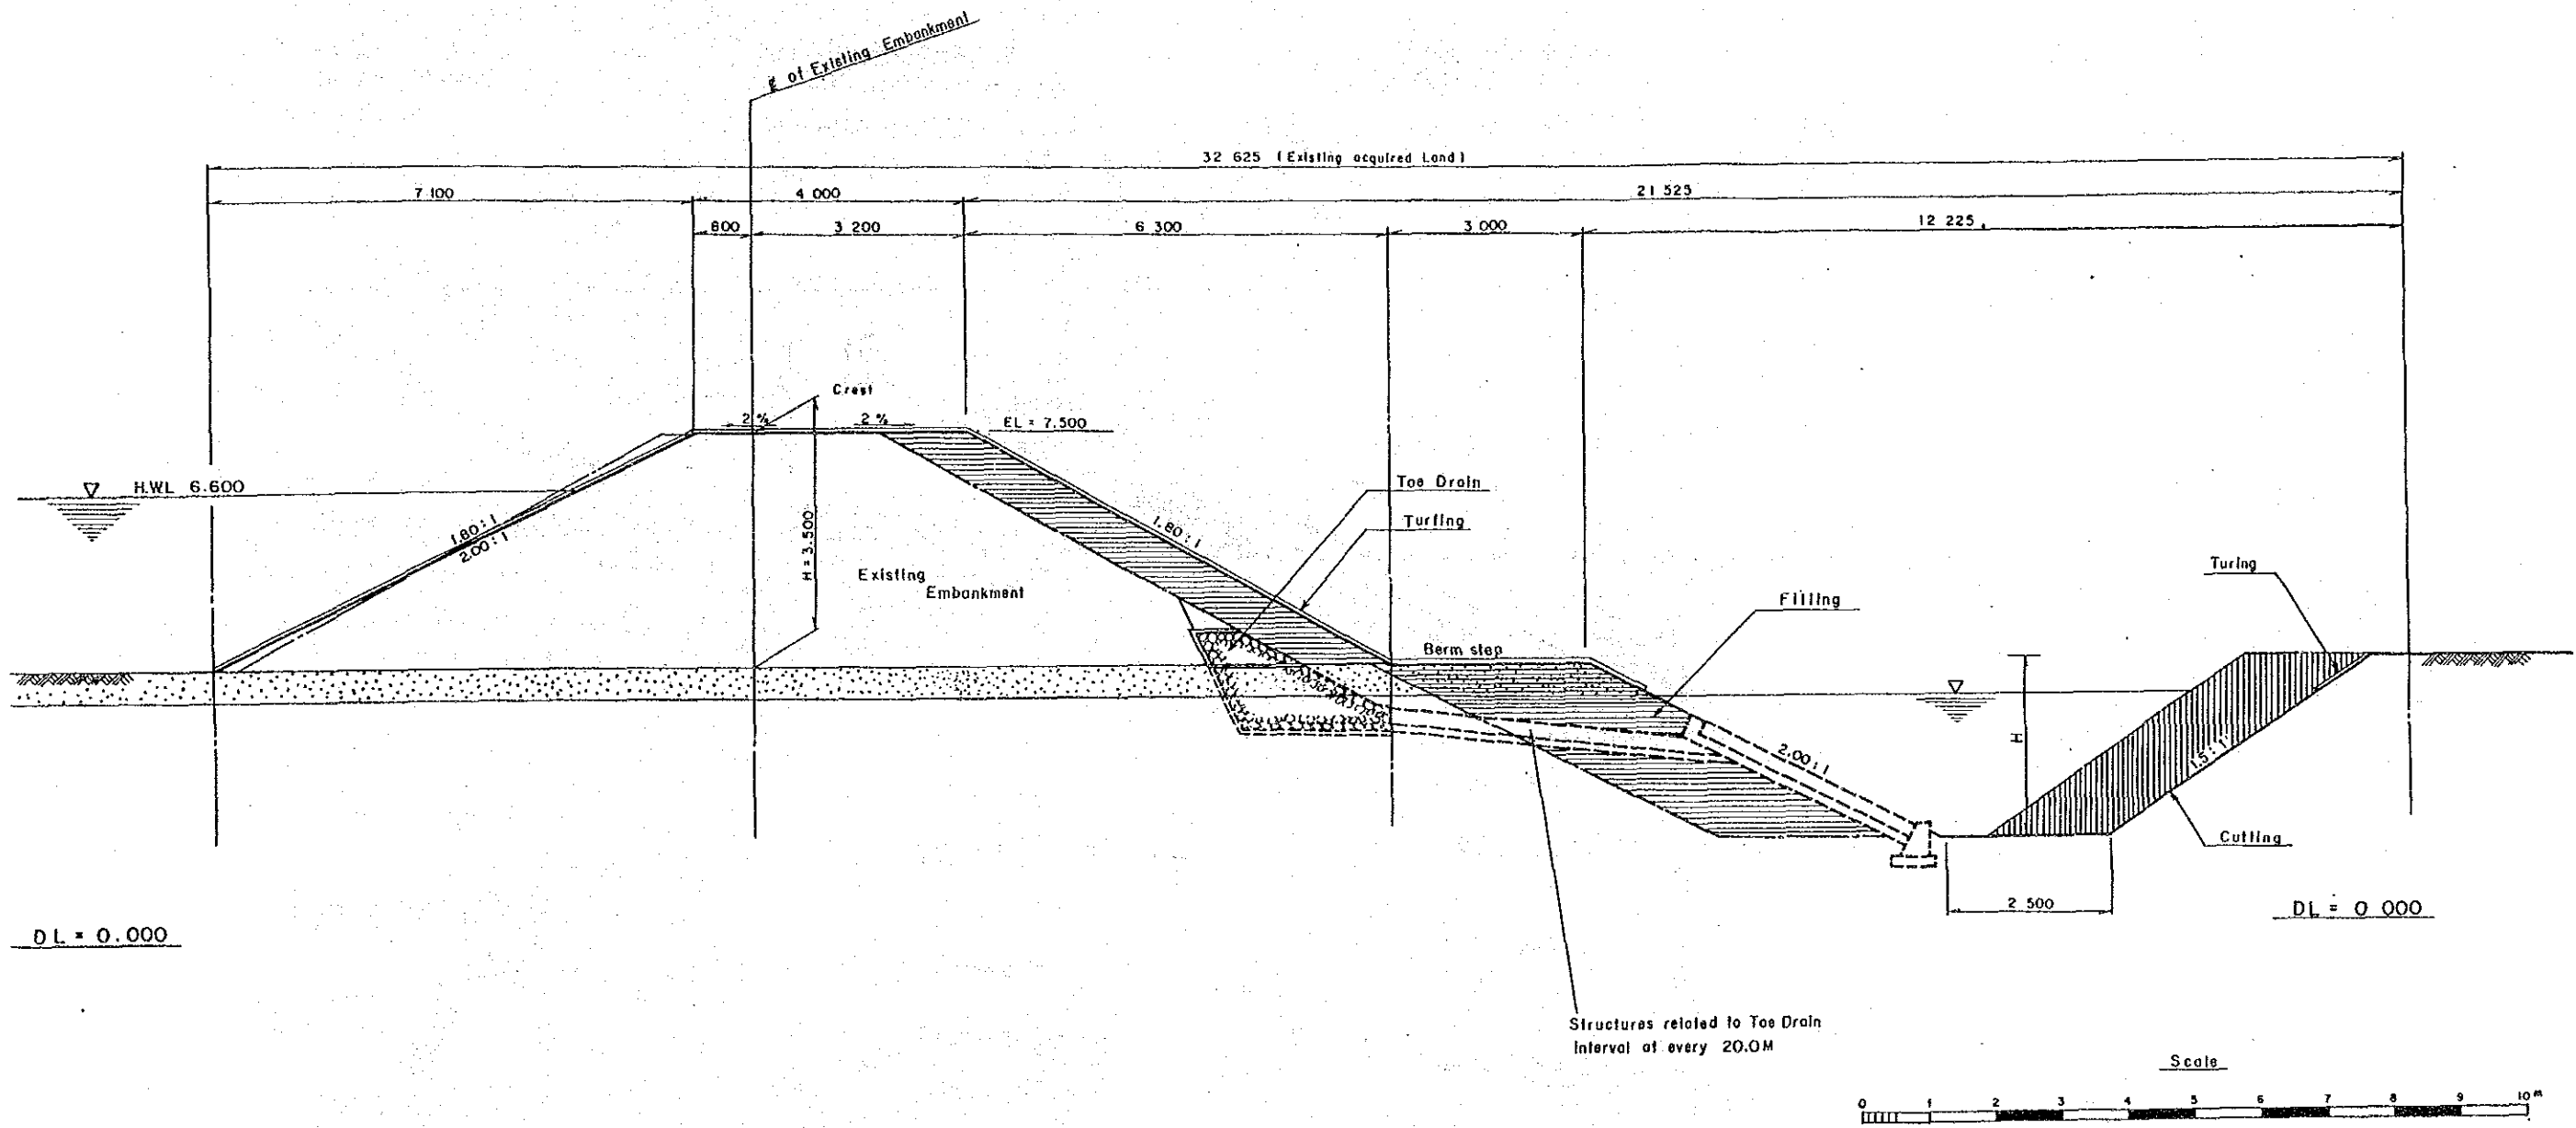 ℄ of Existing Embankment
32 625 (Existing acquired Land)
7 100
4 000
21 525
800
3 200
6 300
3 000
12 225
Crest
2 %
2 %
EL = 7.500
H.WL 6.600
1.80 : 1
2.00 : 1
H = 3.500
Existing
Embankment
1.80 : 1
Toe Drain
Turfing
Berm step
Filling
Turing
2.00 : 1
H
1.5 : 1
Cutting
2 500
DL = 0.000
DL = 0 000
Structures related to Toe Drain
Interval at every 20.0M
Scale
0 1 2 3 4 5 6 7 8 9 10 m